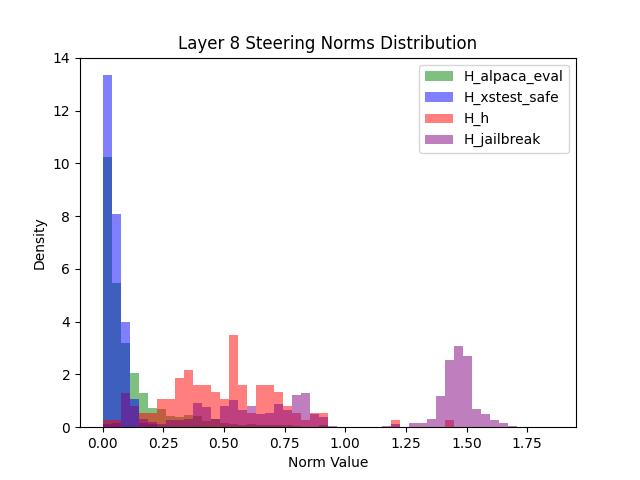 Layer 8 Steering Norms Distribution
H_alpaca_eval
H_xstest_safe
H_h
H_jailbreak
Density
14
12
10
8
6
4
2
0
0.00 0.25 0.50 0.75 1.00 1.25 1.50 1.75
Norm Value